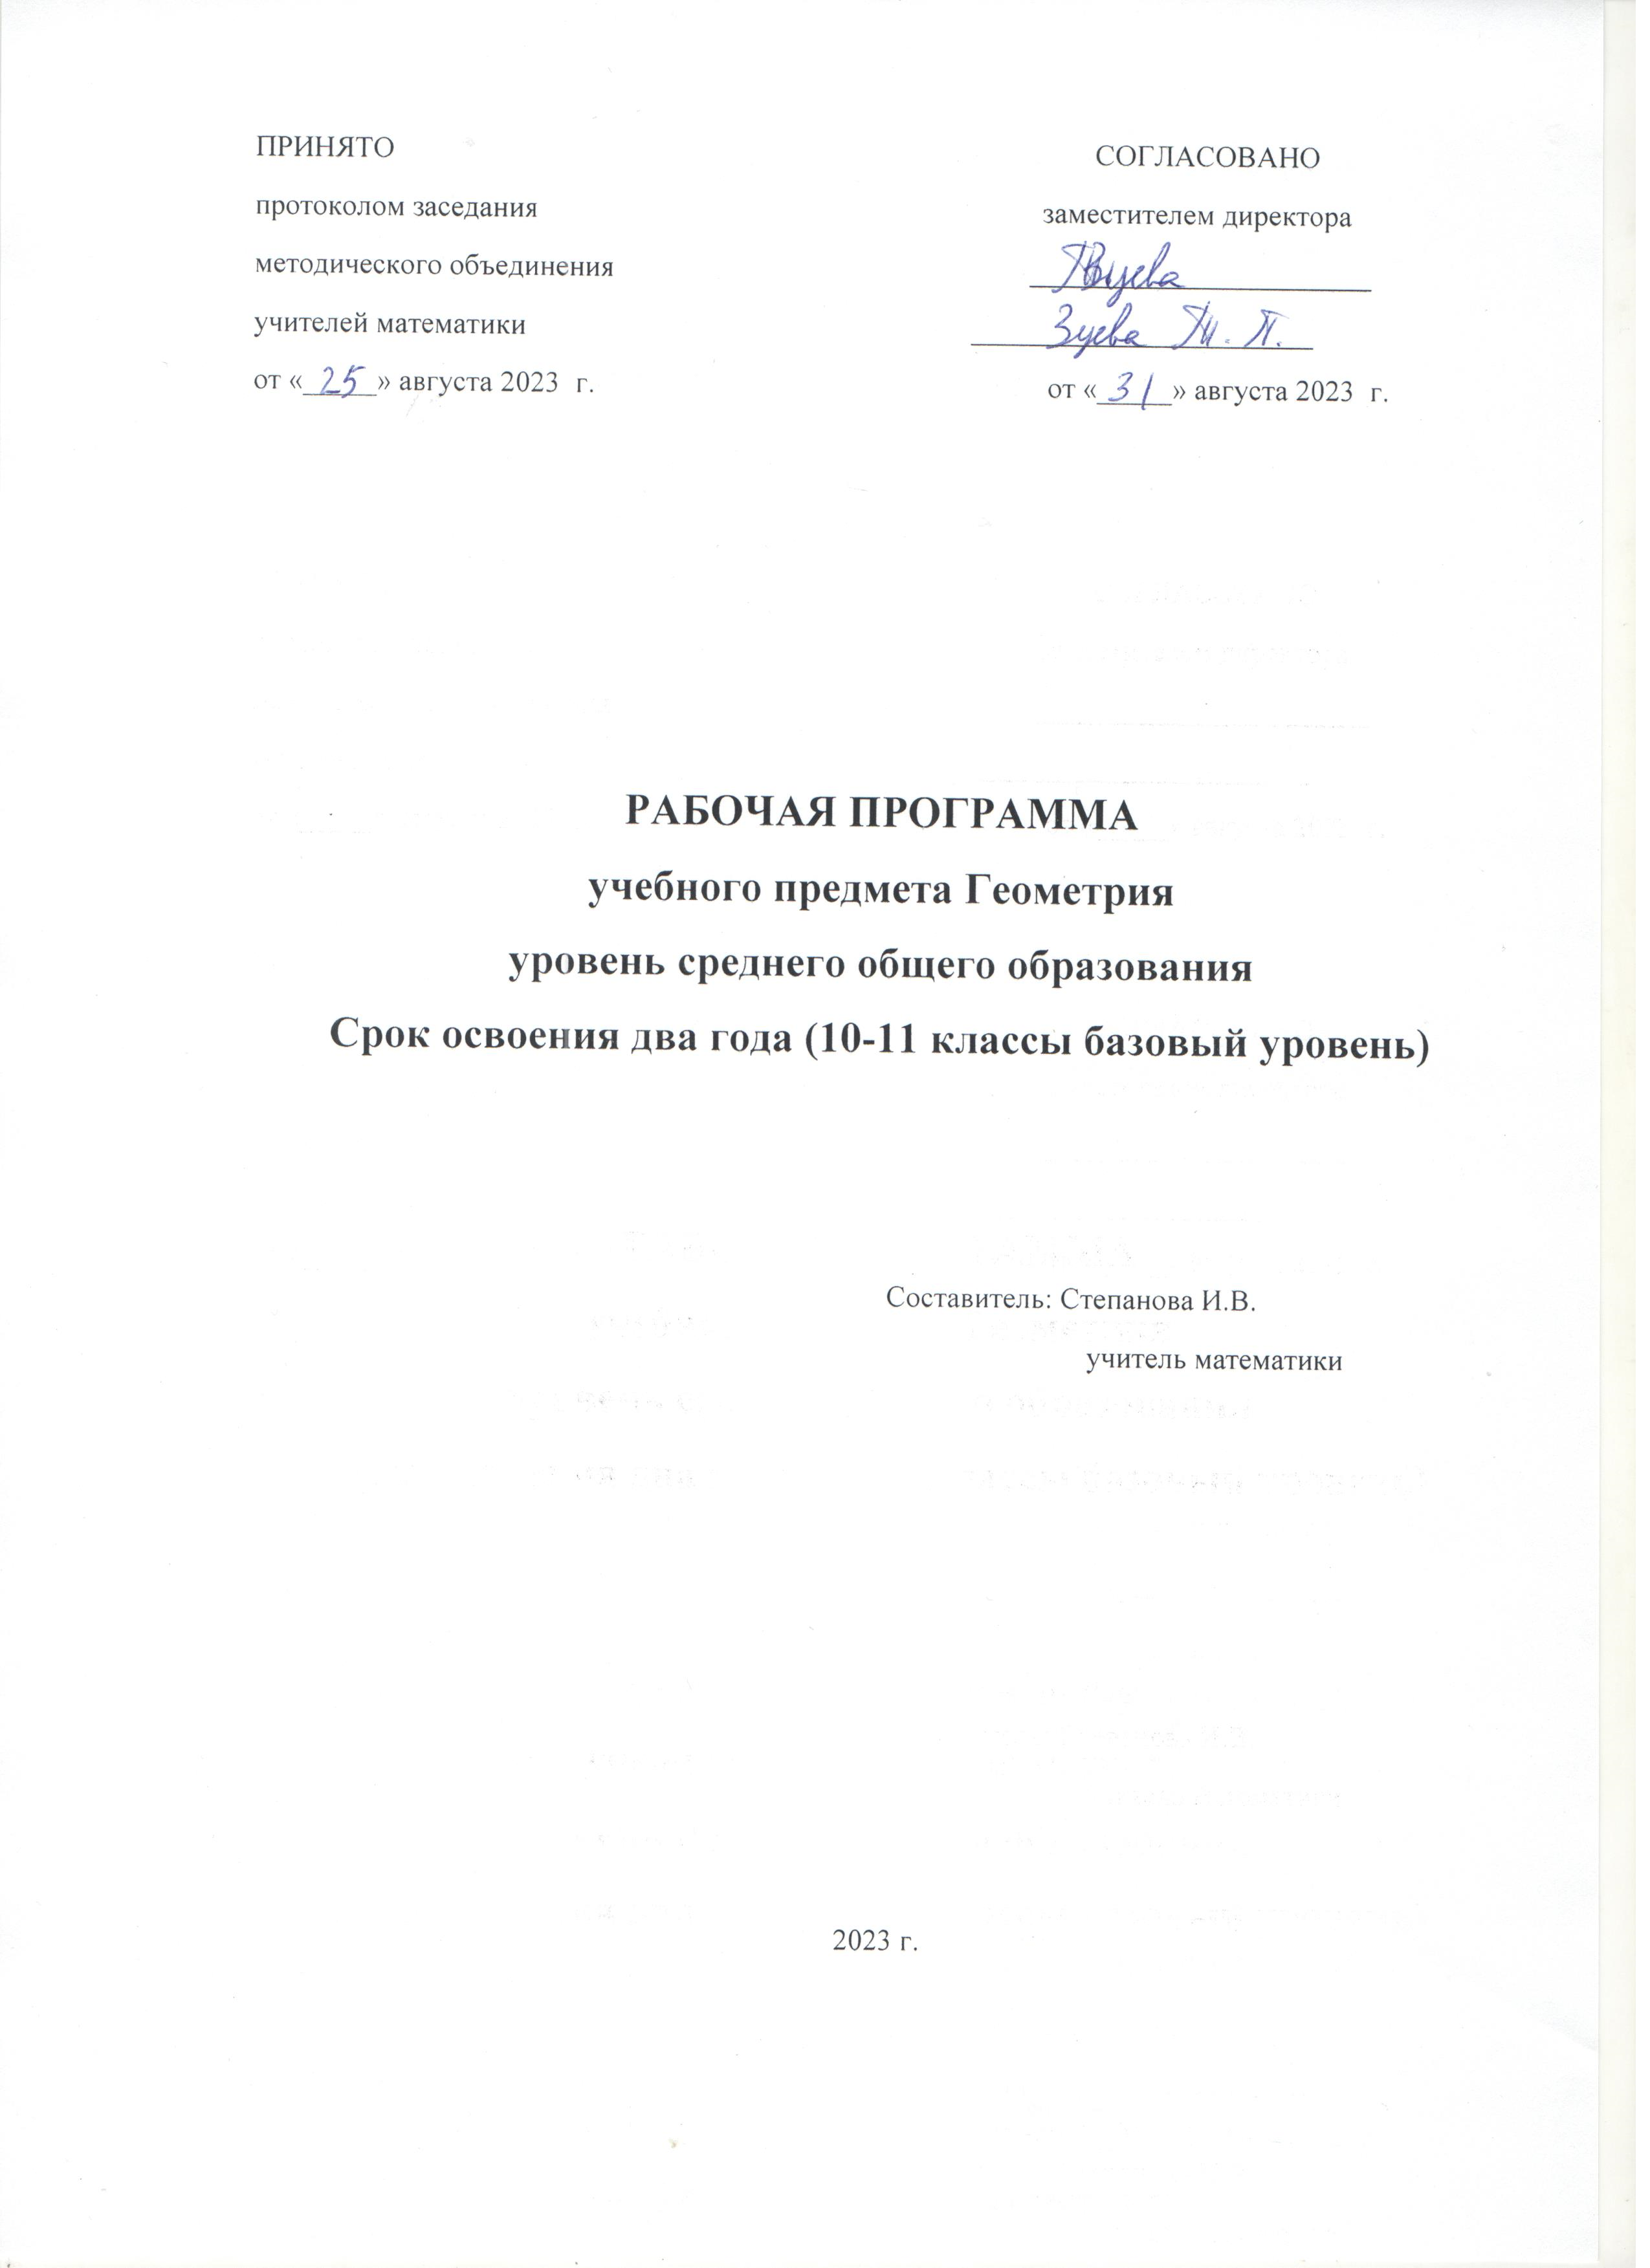 ПРИНЯТО
протоколом заседания
методического объединения
учителей математики
от «25» августа 2023 г.
СОГЛАСОВАНО
заместителем директора
Зуева Т. П.
от «31» августа 2023 г.
РАБОЧАЯ ПРОГРАММА
учебного предмета Геометрия
уровень среднего общего образования
Срок освоения два года (10-11 классы базовый уровень)
Составитель: Степанова И.В.
учитель математики
2023 г.